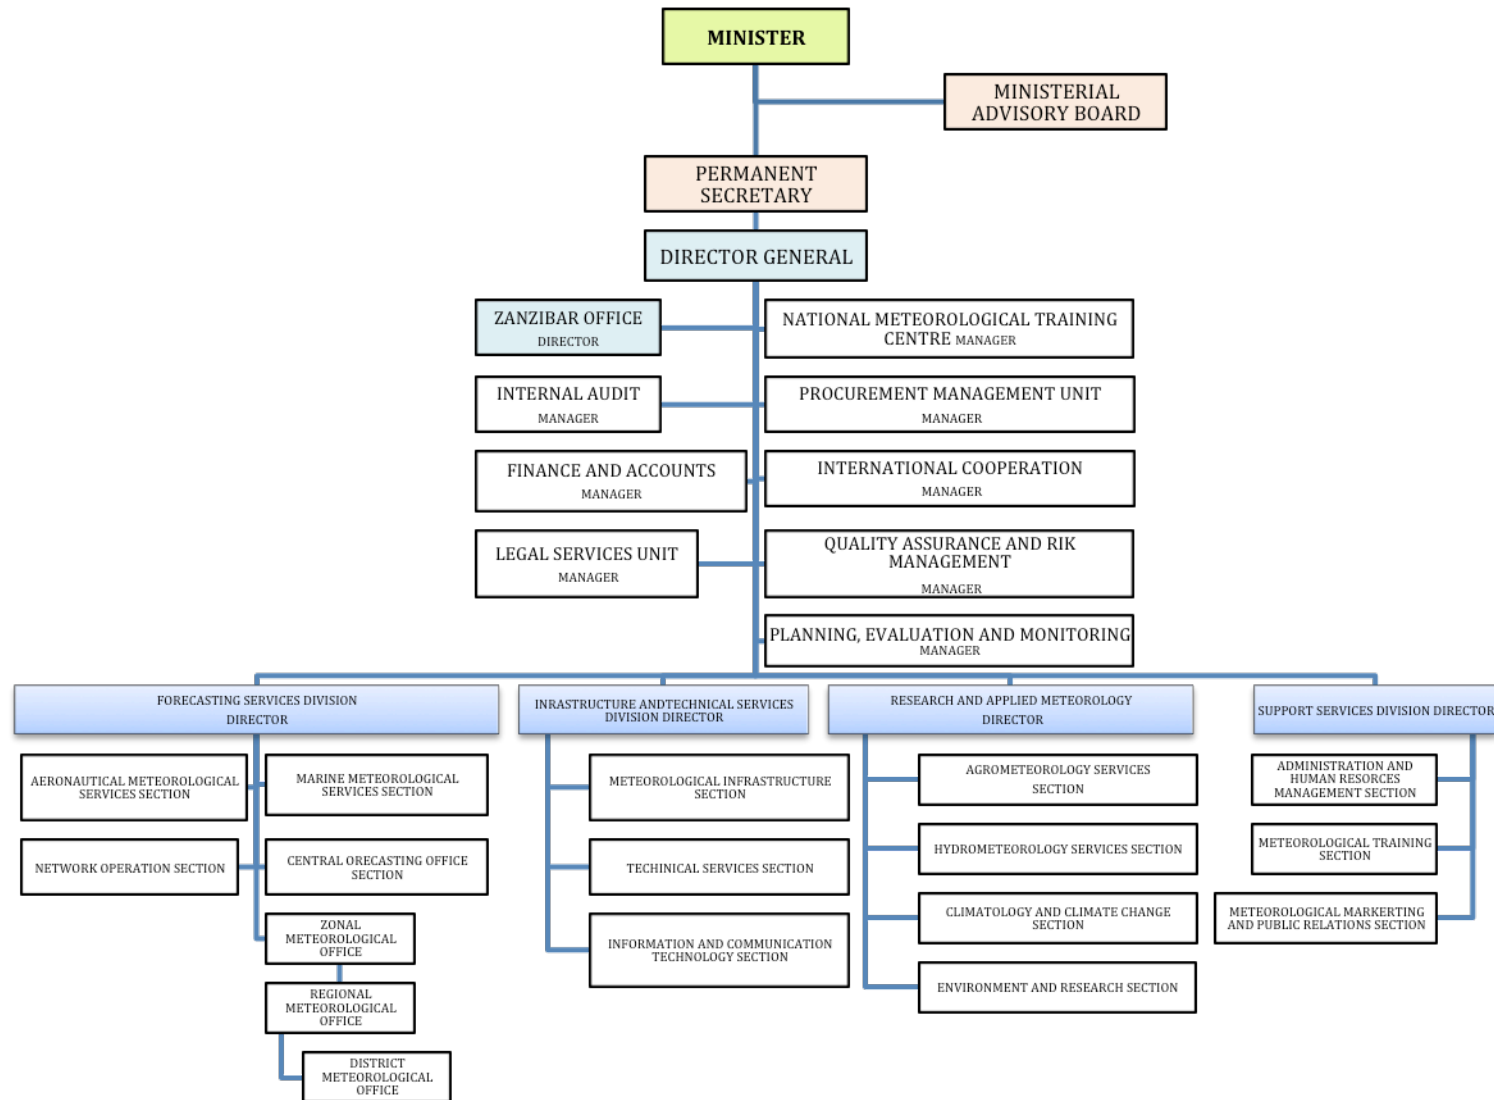 MINISTER
MINISTERIAL
ADVISORY BOARD
PERMANENT
SECRETARY
DIRECTOR GENERAL
ZANZIBAR OFFICE
DIRECTOR
NATIONAL METEOROLOGICAL TRAINING
CENTRE MANAGER
INTERNAL AUDIT
MANAGER
PROCUREMENT MANAGEMENT UNIT
MANAGER
FINANCE AND ACCOUNTS
MANAGER
INTERNATIONAL COOPERATION
MANAGER
LEGAL SERVICES UNIT
MANAGER
QUALITY ASSURANCE AND RIK
MANAGEMENT
MANAGER
PLANNING, EVALUATION AND MONITORING
MANAGER
FORECASTING SERVICES DIVISION
DIRECTOR
INRASTRUCTURE ANDTECHNICAL SERVICES
DIVISION DIRECTOR
RESEARCH AND APPLIED METEOROLOGY
DIRECTOR
SUPPORT SERVICES DIVISION DIRECTOR
AERONAUTICAL METEOROLOGICAL
SERVICES SECTION
MARINE METEOROLOGICAL
SERVICES SECTION
NETWORK OPERATION SECTION
CENTRAL ORECASTING OFFICE
SECTION
ZONAL
METEOROLOGICAL
OFFICE
REGIONAL
METEOROLOGICAL
OFFICE
DISTRICT
METEOROLOGICAL
OFFICE
METEOROLOGICAL INFRASTRUCTURE
SECTION
TECHINICAL SERVICES SECTION
INFORMATION AND COMMUNICATION
TECHNOLOGY SECTION
AGROMETEOROLOGY SERVICES
SECTION
HYDROMETEOROLOGY SERVICES SECTION
CLIMATOLOGY AND CLIMATE CHANGE
SECTION
ENVIRONMENT AND RESEARCH SECTION
ADMINISTRATION AND
HUMAN RESORCES
MANAGEMENT SECTION
METEOROLOGICAL TRAINING
SECTION
METEOROLOGICAL MARKERTING
AND PUBLIC RELATIONS SECTION